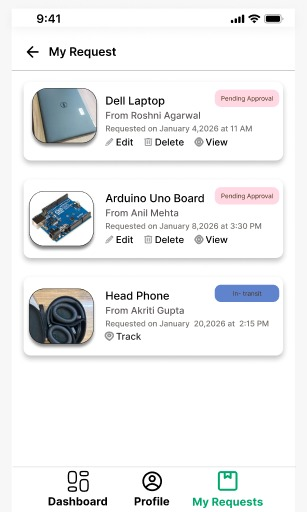 9:41
My Request
Dell Laptop
Pending Approval
From Roshni Agarwal
Requested on January 4,2026 at 11 AM
Edit Delete View
Arduino Uno Board
Pending Approval
From Anil Mehta
Requested on January 8,2026 at 3:30 PM
Edit Delete View
Head Phone
In- transit
From Akriti Gupta
Requested on January 20,2026 at 2:15 PM
Track
Dashboard Profile My Requests